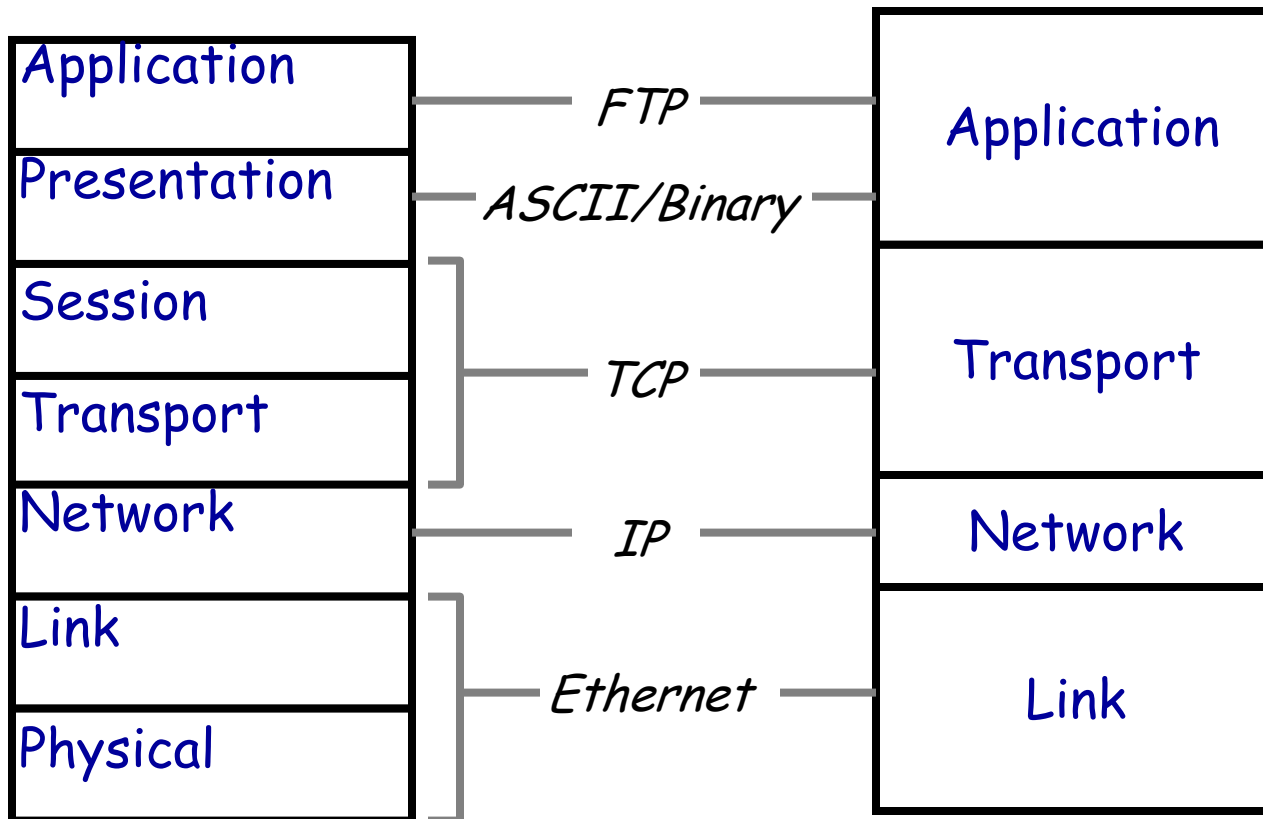 Application
Presentation
Session
Transport
Network
Link
Physical
FTP
ASCII/Binary
TCP
IP
Ethernet
Application
Transport
Network
Link